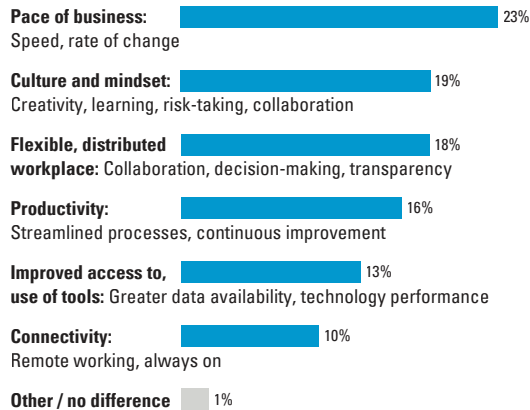 Pace of business: 23%
Speed, rate of change
Culture and mindset: 19%
Creativity, learning, risk-taking, collaboration
Flexible, distributed 18%
workplace: Collaboration, decision-making, transparency
Productivity: 16%
Streamlined processes, continuous improvement
Improved access to, 13%
use of tools: Greater data availability, technology performance
Connectivity: 10%
Remote working, always on
Other / no difference 1%